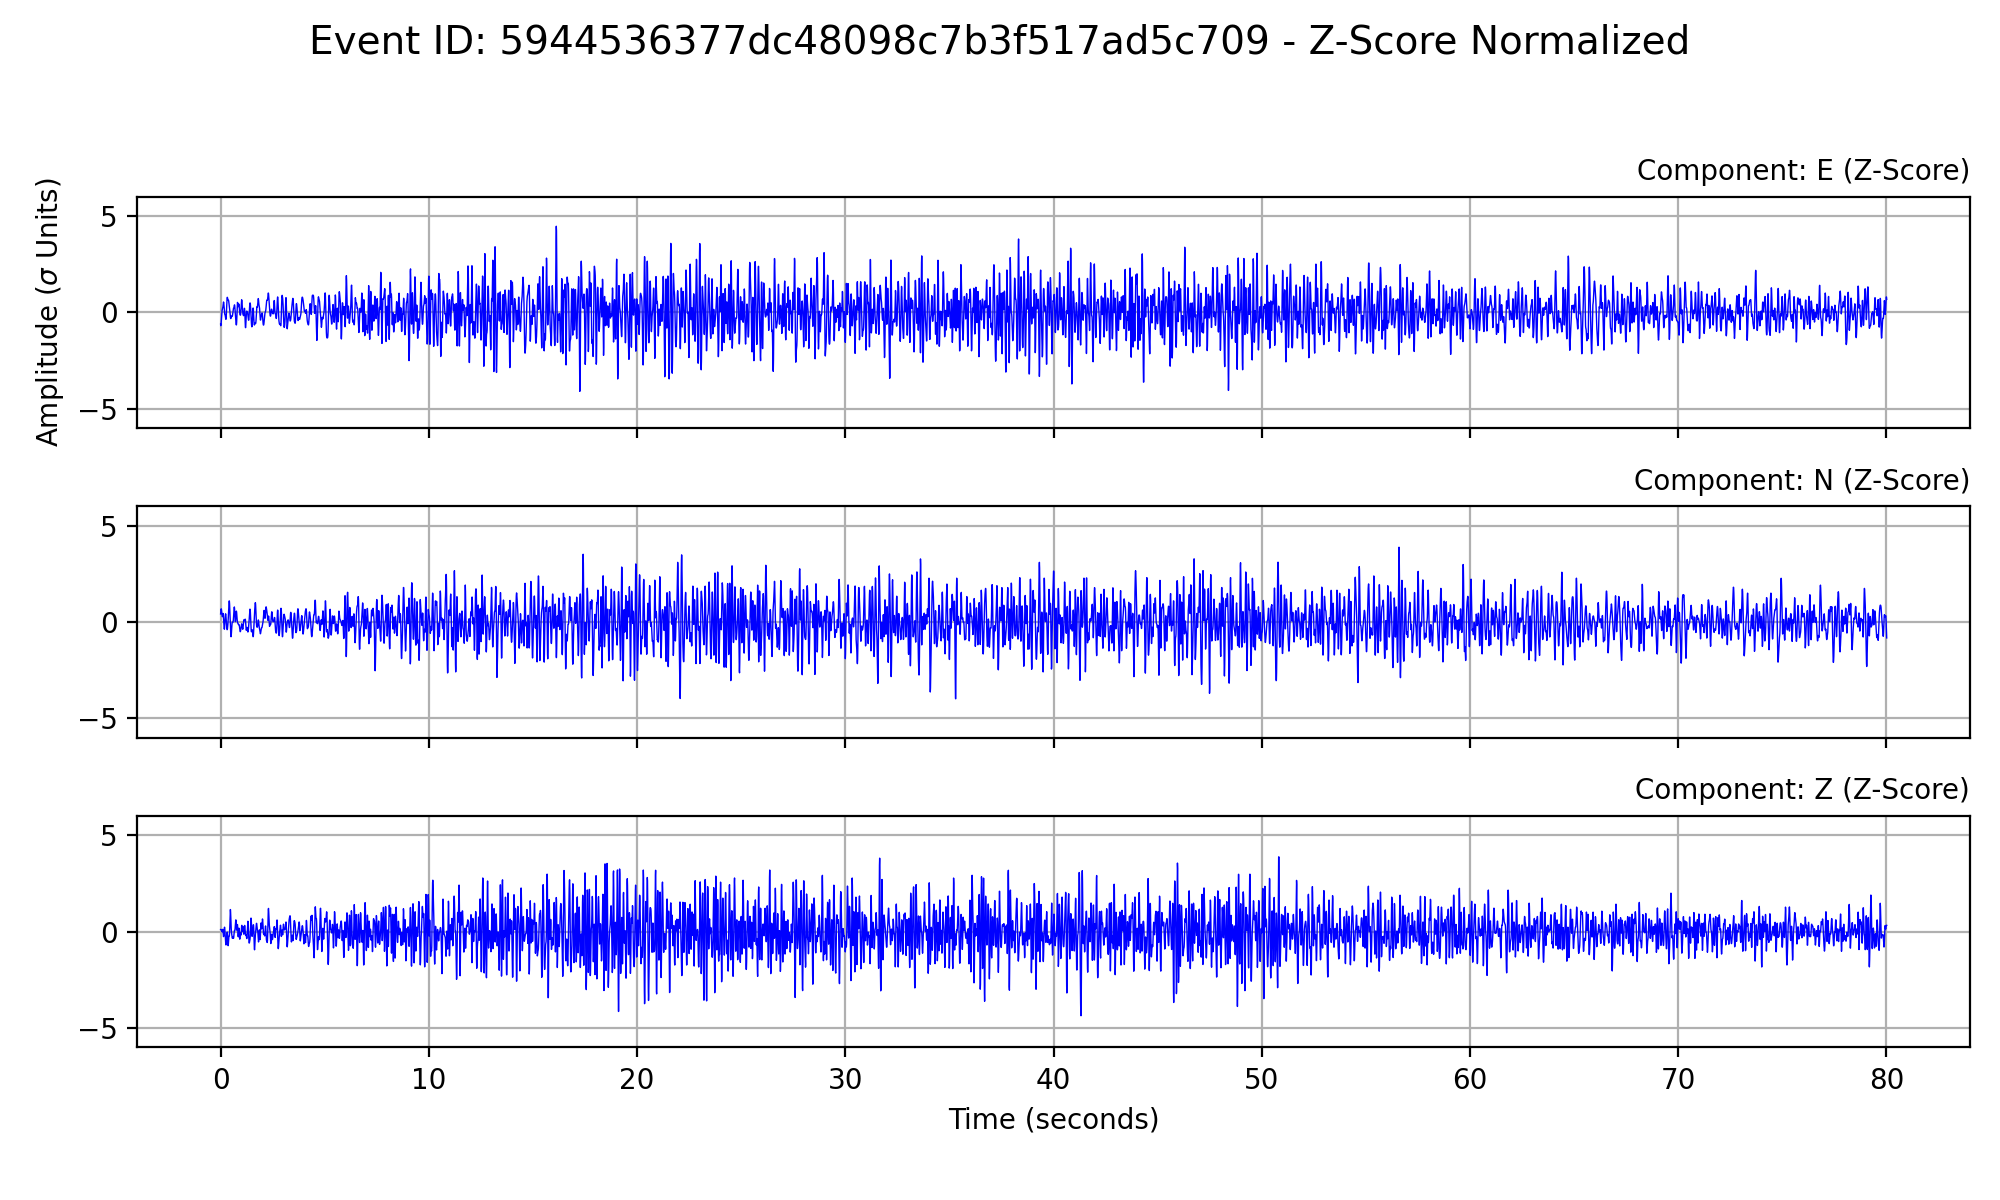 Event ID: 5944536377dc48098c7b3f517ad5c709 - Z-Score Normalized
Component: E (Z-Score)
Amplitude (σ Units)
5
0
−5
Component: N (Z-Score)
5
0
−5
Component: Z (Z-Score)
5
0
−5
0 10 20 30 40 50 60 70 80
Time (seconds)